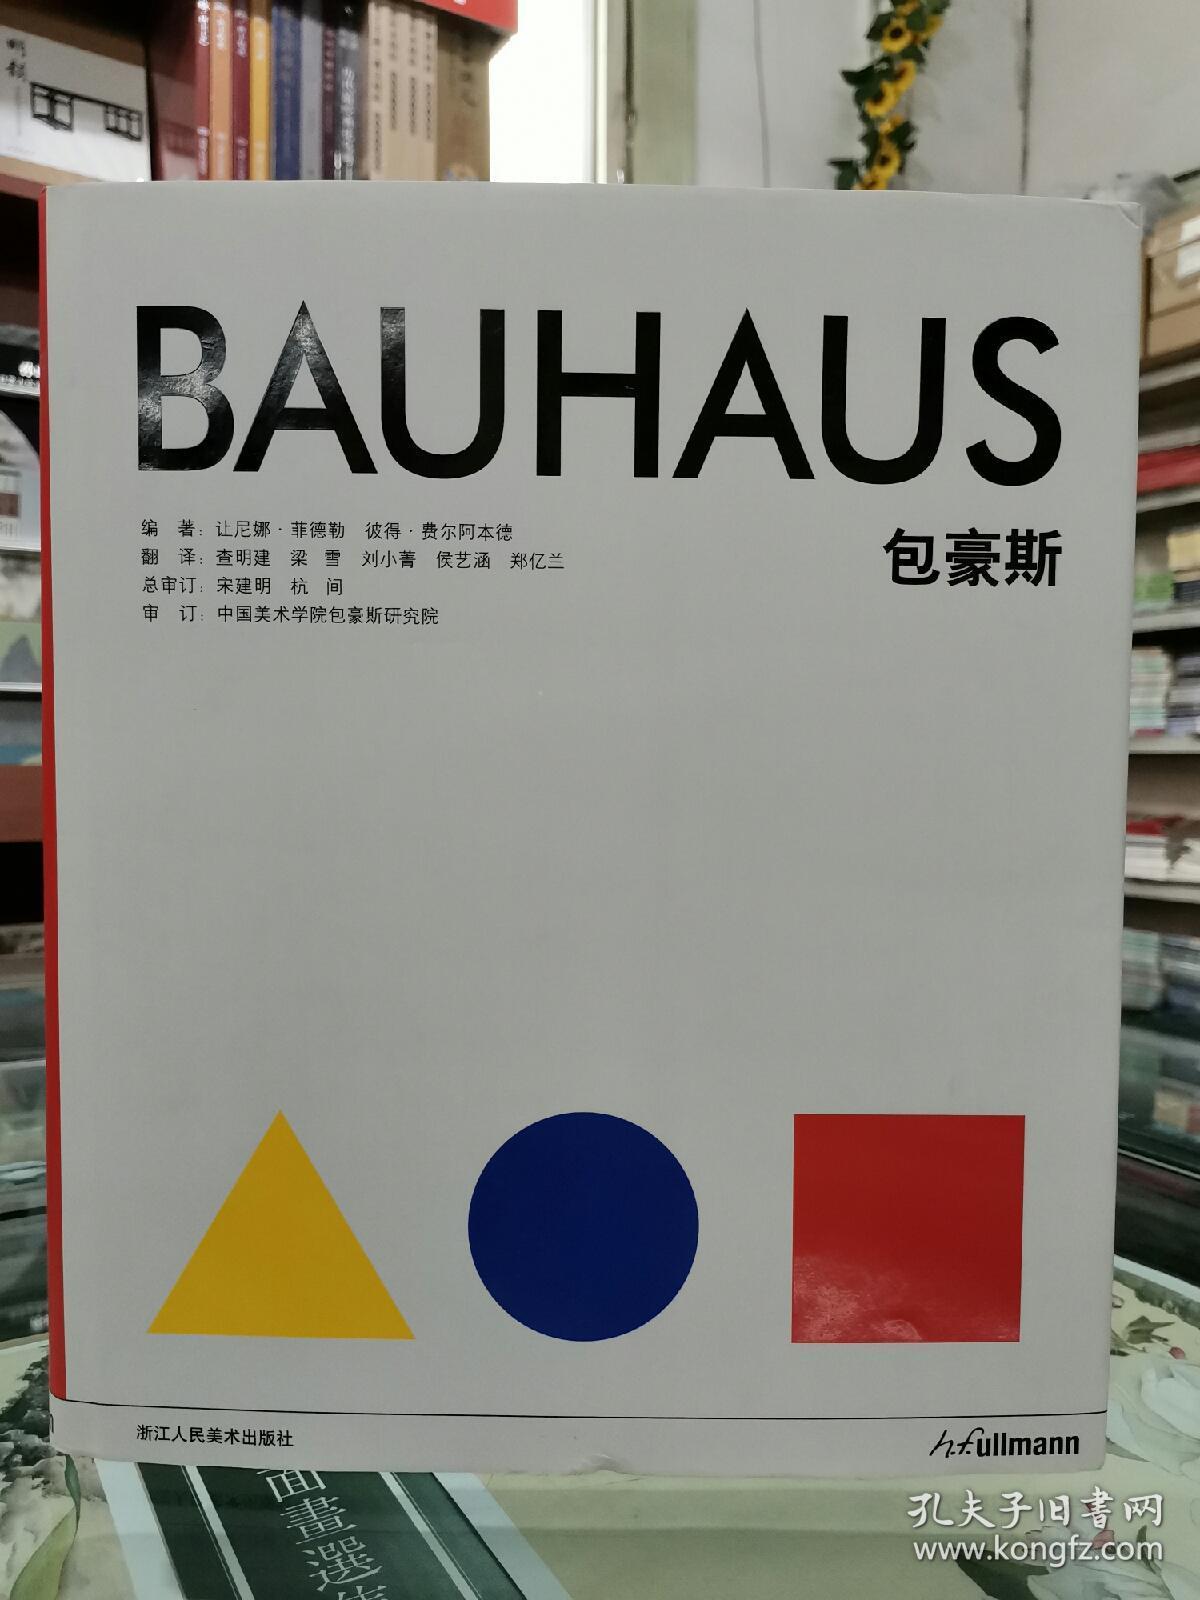 BAUHAUS
包豪斯
编 著：让尼娜·菲德勒 彼得·费尔阿本德
翻 译：查明建 梁 雪 刘小菁 侯艺涵 郑亿兰
总审订：宋建明 杭 间
审 订：中国美术学院包豪斯研究院
浙江人民美术出版社
h.f.ullmann
面畫選集
孔夫子旧书网
www.kongfz.com